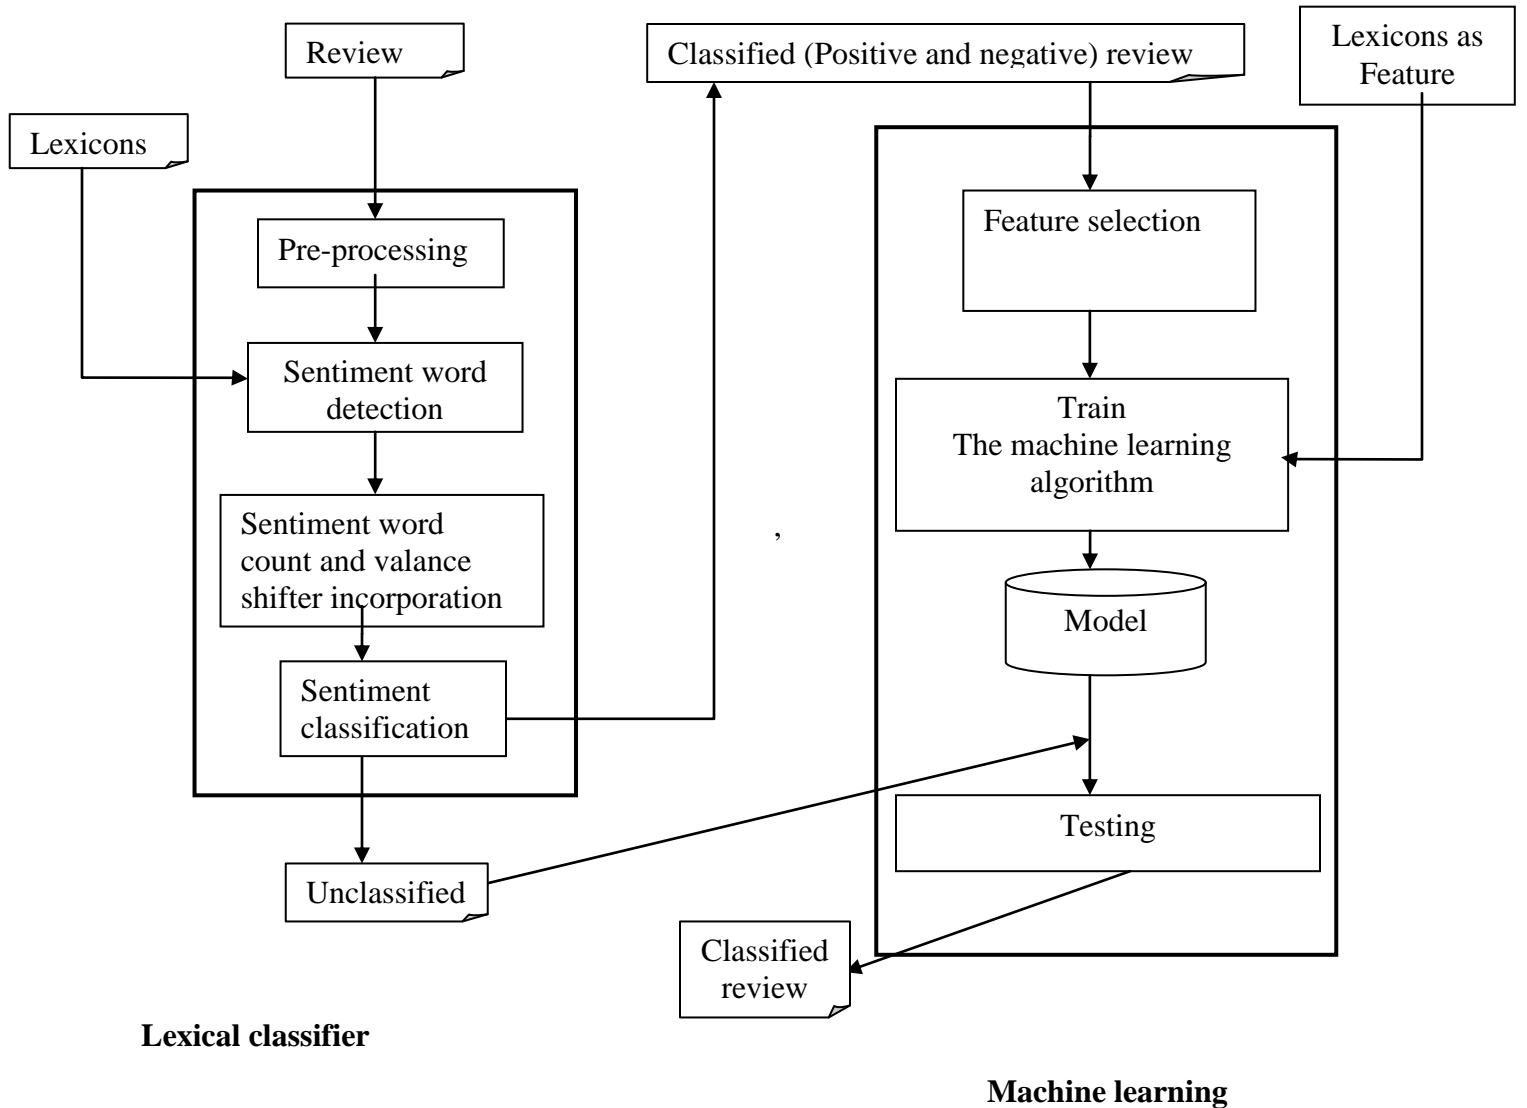 Review
Classified (Positive and negative) review
Lexicons as
Feature
Lexicons
Pre-processing
Feature selection
Sentiment word
detection
Train
The machine learning
algorithm
Sentiment word
count and valance
shifter incorporation
,
Model
Sentiment
classification
Testing
Unclassified
Classified
review
Lexical classifier
Machine learning